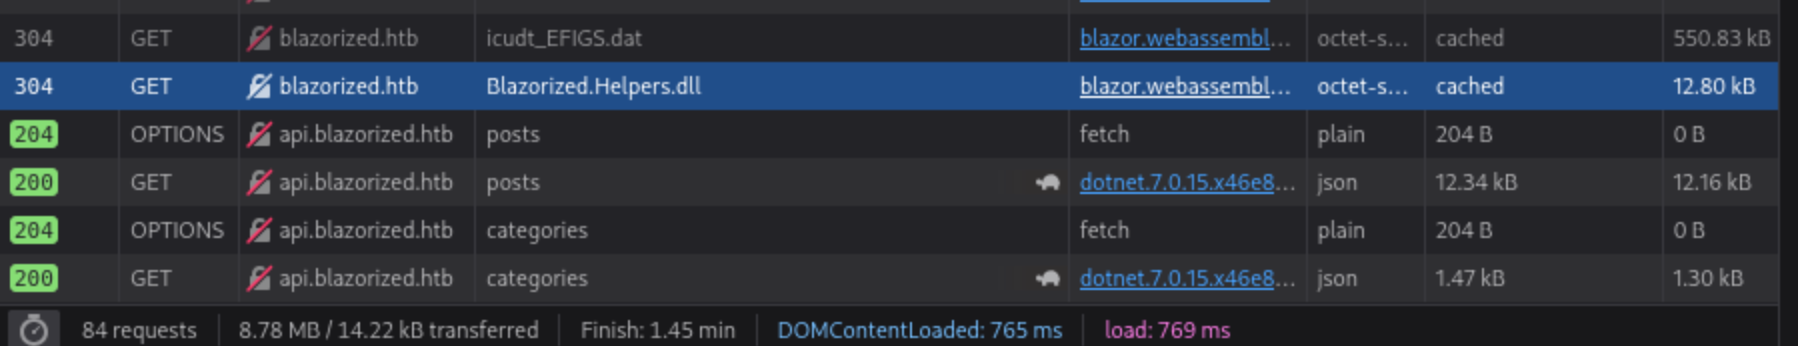 304 GET blazorized.htb icudt_EFIGS.dat blazor.webassembl... octet-s... cached 550.83 kB
304 GET blazorized.htb Blazorized.Helpers.dll blazor.webassembl... octet-s... cached 12.80 kB
204 OPTIONS api.blazorized.htb posts fetch plain 204 B 0 B
200 GET api.blazorized.htb posts dotnet.7.0.15.x46e8... json 12.34 kB 12.16 kB
204 OPTIONS api.blazorized.htb categories fetch plain 204 B 0 B
200 GET api.blazorized.htb categories dotnet.7.0.15.x46e8... json 1.47 kB 1.30 kB
84 requests 8.78 MB / 14.22 kB transferred Finish: 1.45 min DOMContentLoaded: 765 ms load: 769 ms